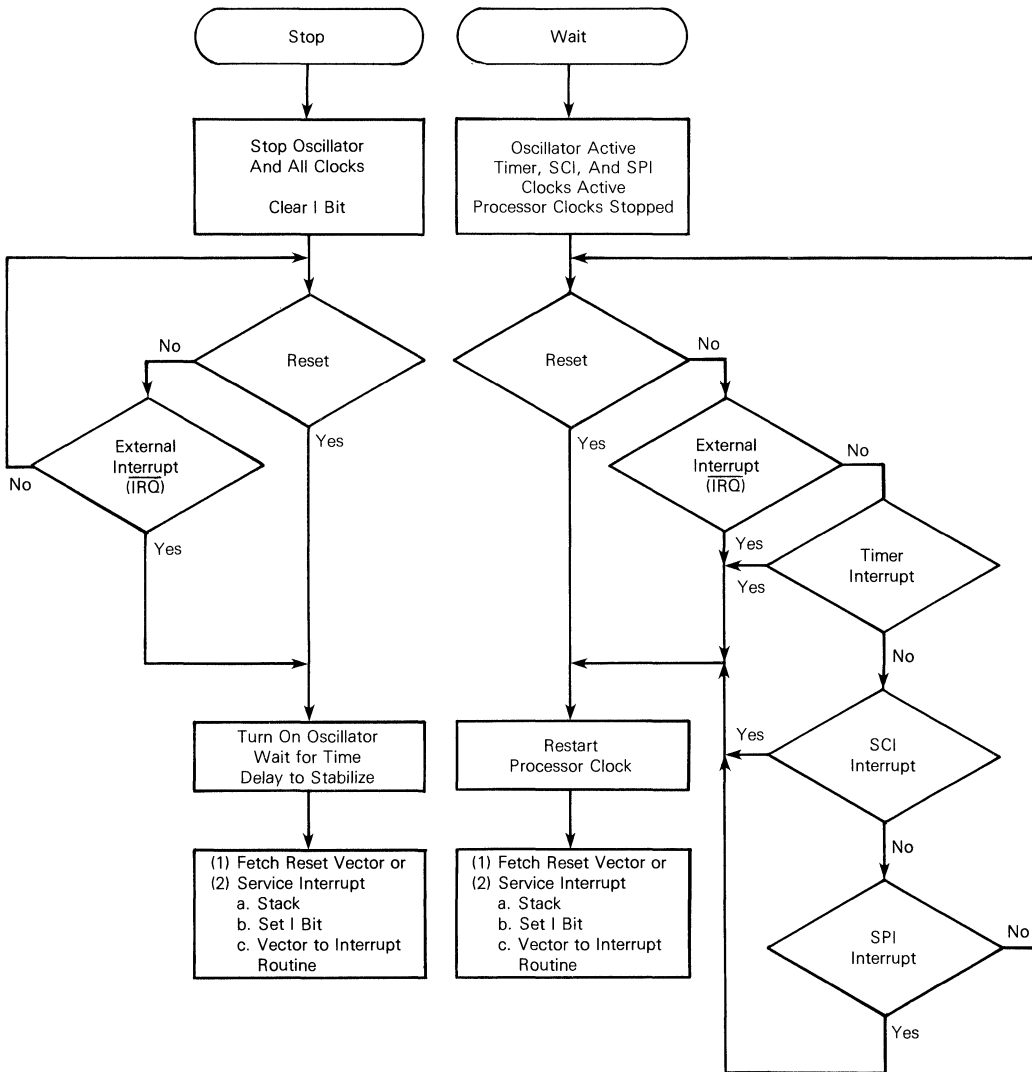 Stop
Wait
Stop Oscillator
And All Clocks
Clear I Bit
Oscillator Active
Timer, SCI, And SPI
Clocks Active
Processor Clocks Stopped
No
Reset
Yes
Reset
No
Yes
External
Interrupt
(IRQ)
No
Yes
External
Interrupt
(IRQ)
No
Yes
Timer
Interrupt
Yes
No
SCI
Interrupt
Yes
No
SPI
Interrupt
No
Yes
Turn On Oscillator
Wait for Time
Delay to Stabilize
Restart
Processor Clock
(1) Fetch Reset Vector or
(2) Service Interrupt
a. Stack
b. Set I Bit
c. Vector to Interrupt
Routine
(1) Fetch Reset Vector or
(2) Service Interrupt
a. Stack
b. Set I Bit
c. Vector to Interrupt
Routine